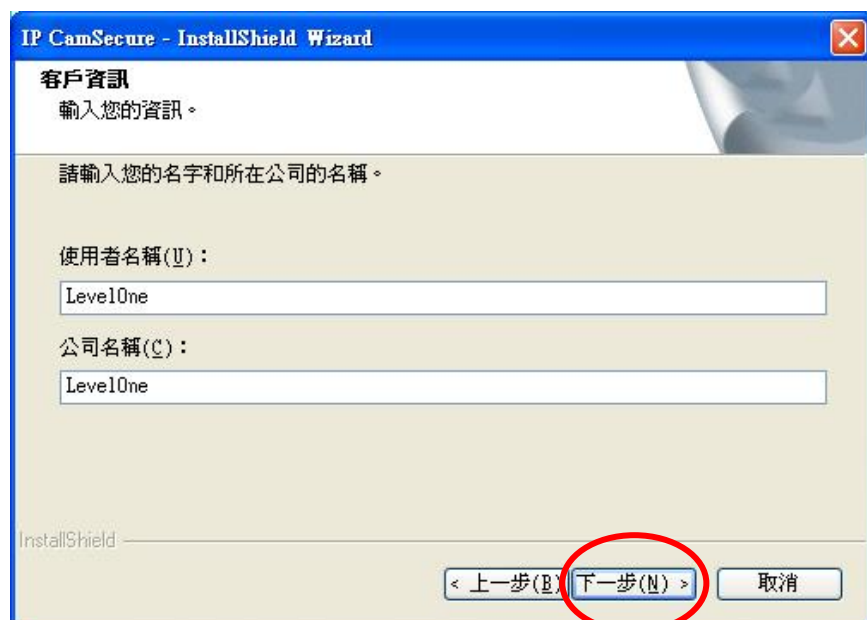 IP CamSecure - InstallShield Wizard
客戶資訊
輸入您的資訊。
請輸入您的名字和所在公司的名稱。
使用者名稱(U)：
LevelOne
公司名稱(C)：
LevelOne
InstallShield
< 上一步(B) 下一步(N) > 取消